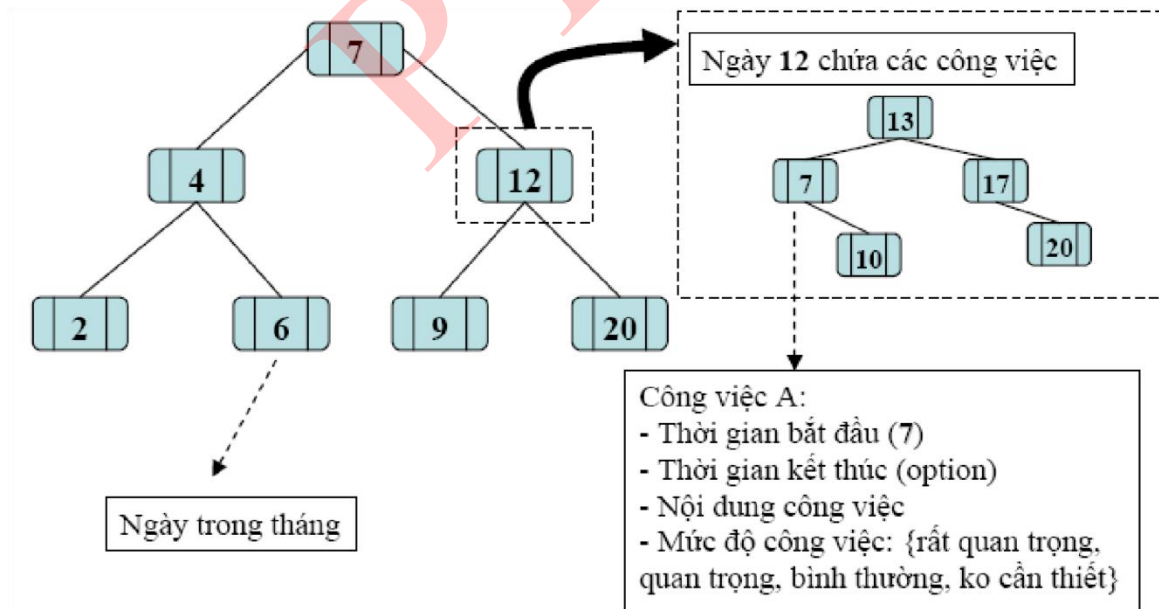 7
Ngày 12 chứa các công việc
13
4
12
7
17
10
20
2
6
9
20
Công việc A:
- Thời gian bắt đầu (7)
- Thời gian kết thúc (option)
- Nội dung công việc
- Mức độ công việc: {rất quan trọng,
quan trọng, bình thường, ko cần thiết}
Ngày trong tháng